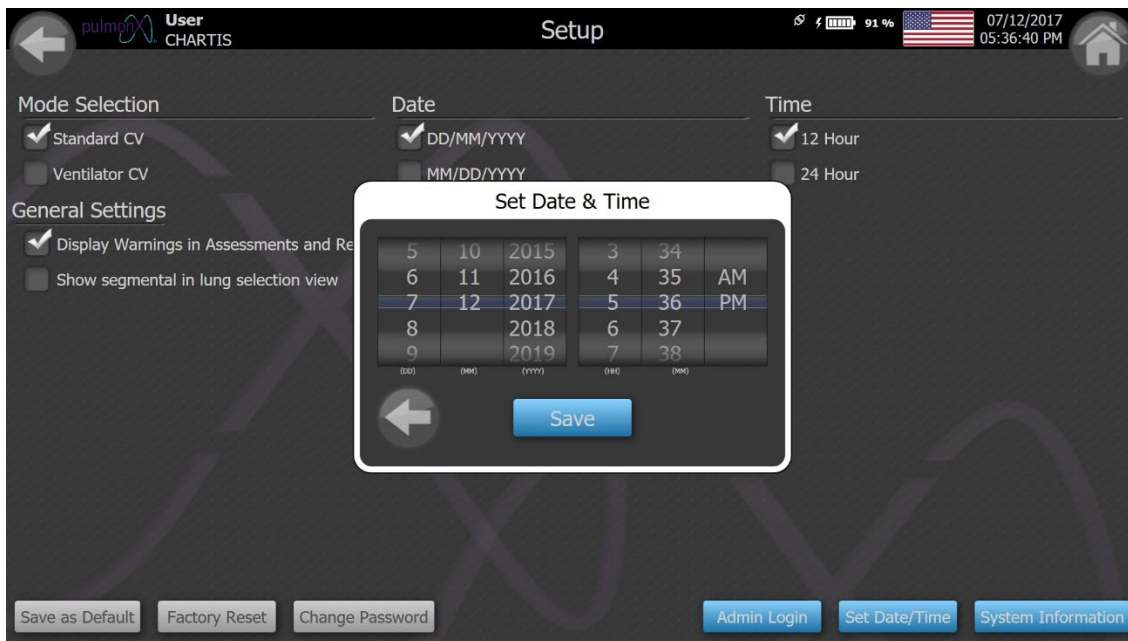 pulmonx
User
CHARTIS
Setup
91 %
07/12/2017
05:36:40 PM
Mode Selection
Standard CV
Ventilator CV
General Settings
Display Warnings in Assessments and Re
Show segmental in lung selection view
Date
DD/MM/YYYY
MM/DD/YYYY
Time
12 Hour
24 Hour
Set Date & Time
5 10 2015 3 34
6 11 2016 4 35 AM
7 12 2017 5 36 PM
8 2018 6 37
9 2019 7 38
(DD) (MM) (YYYY) (HH) (MM)
Save
Save as Default
Factory Reset
Change Password
Admin Login
Set Date/Time
System Information